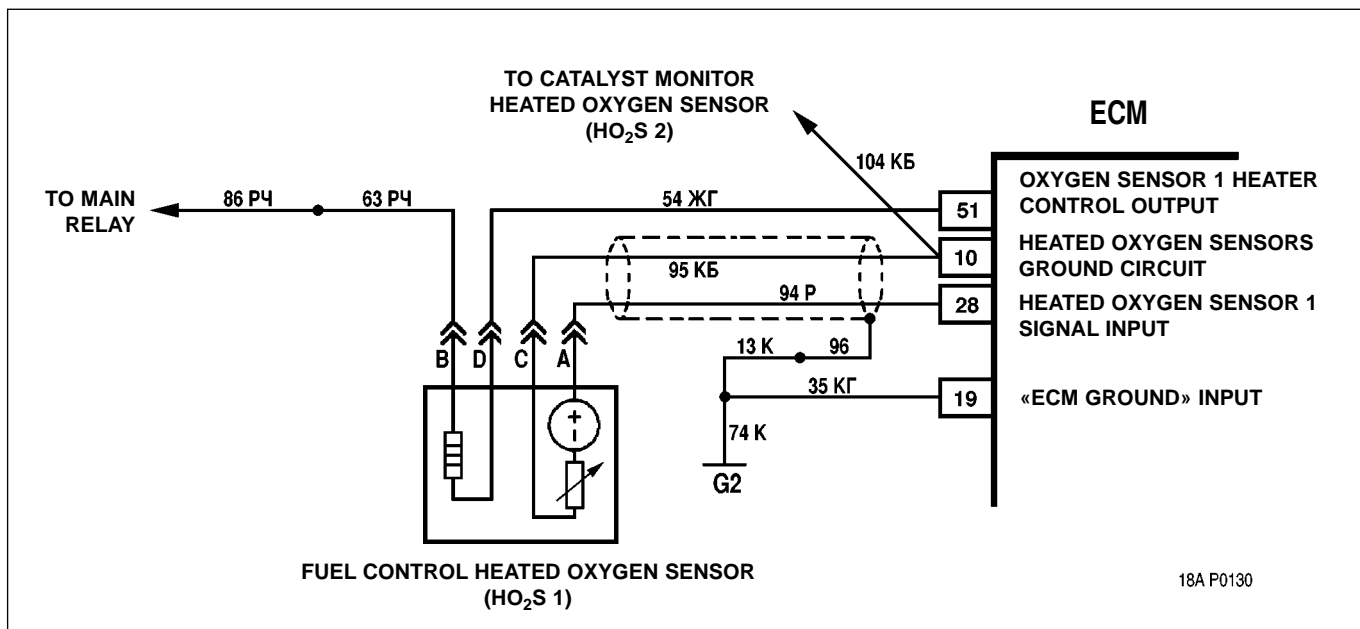 TO CATALYST MONITOR
HEATED OXYGEN SENSOR
(HO₂S 2)
ECM
104 КБ
TO MAIN
RELAY
86 РЧ
63 РЧ
54 ЖГ
51
OXYGEN SENSOR 1 HEATER
CONTROL OUTPUT
95 КБ
10
HEATED OXYGEN SENSORS
GROUND CIRCUIT
94 Р
28
HEATED OXYGEN SENSOR 1
SIGNAL INPUT
B
D
C
A
13 К
96
35 КГ
19
«ECM GROUND» INPUT
74 К
G2
+
–
FUEL CONTROL HEATED OXYGEN SENSOR
(HO₂S 1)
18A P0130